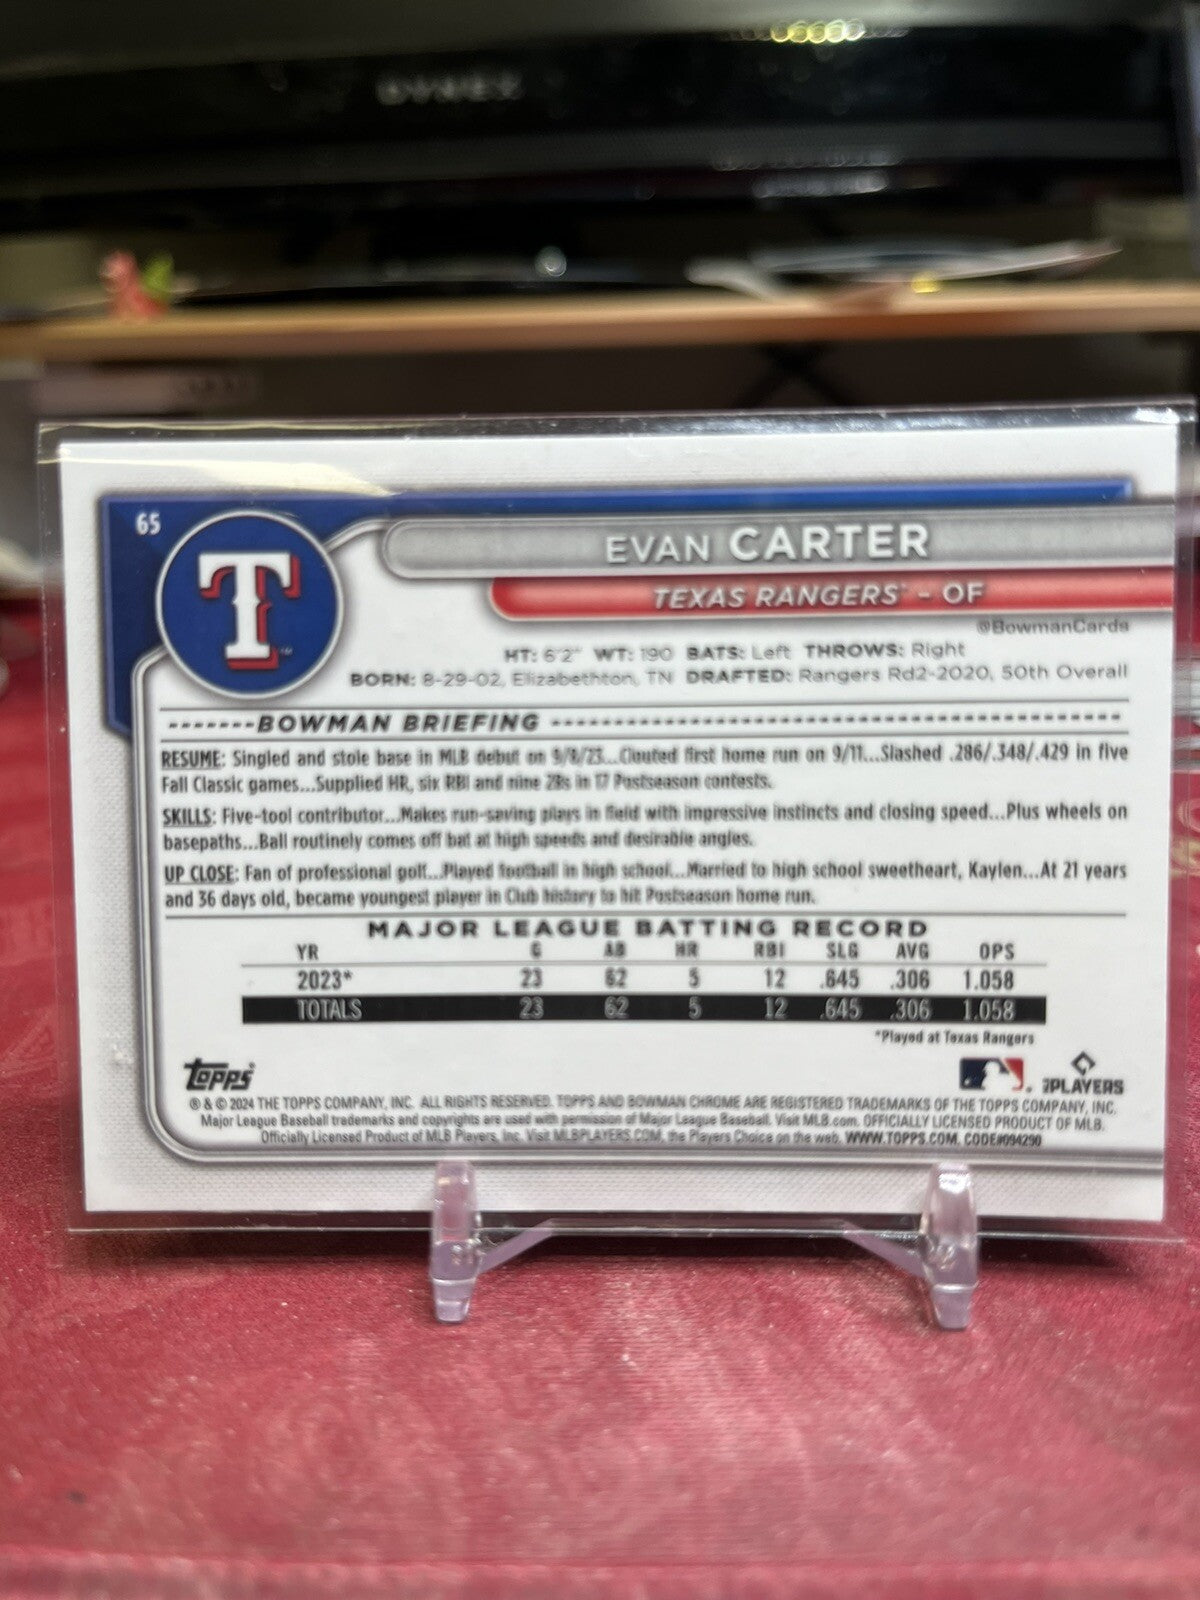 DYNEX
65
T
™
EVAN CARTER
TEXAS RANGERS® - OF
@BowmanCards
HT: 6'2" WT: 190 BATS: Left THROWS: Right
BORN: 8-29-02, Elizabethton, TN DRAFTED: Rangers Rd2-2020, 50th Overall
-------BOWMAN BRIEFING ---
RESUME: Singled and stole base in MLB debut on 9/8/23...Clouted first home run on 9/11...Slashed .286/.348/.429 in five
Fall Classic games...Supplied HR, six RBI and nine 2Bs in 17 Postseason contests.
SKILLS: Five-tool contributor...Makes run-saving plays in field with impressive instincts and closing speed...Plus wheels on
basepaths...Ball routinely comes off bat at high speeds and desirable angles.
UP CLOSE: Fan of professional golf...Played football in high school...Married to high school sweetheart, Kaylen...At 21 years
and 36 days old, became youngest player in Club history to hit Postseason home run.
MAJOR LEAGUE BATTING RECORD
YR G AB HR RBI SLG AVG OPS
2023* 23 62 5 12 .645 .306 1.058
TOTALS 23 62 5 12 .645 .306 1.058
*Played at Texas Rangers
Topps®
PLAYERS
® & © 2024 THE TOPPS COMPANY, INC. ALL RIGHTS RESERVED. TOPPS AND BOWMAN CHROME ARE REGISTERED TRADEMARKS OF THE TOPPS COMPANY, INC.
Major League Baseball trademarks and copyrights are used with permission of Major League Baseball. Visit MLB.com. OFFICIALLY LICENSED PRODUCT OF MLB.
Officially Licensed Product of MLB Players, Inc. Visit MLBPLAYERS.COM, the Players Choice on the web. WWW.TOPPS.COM. CODE#094290